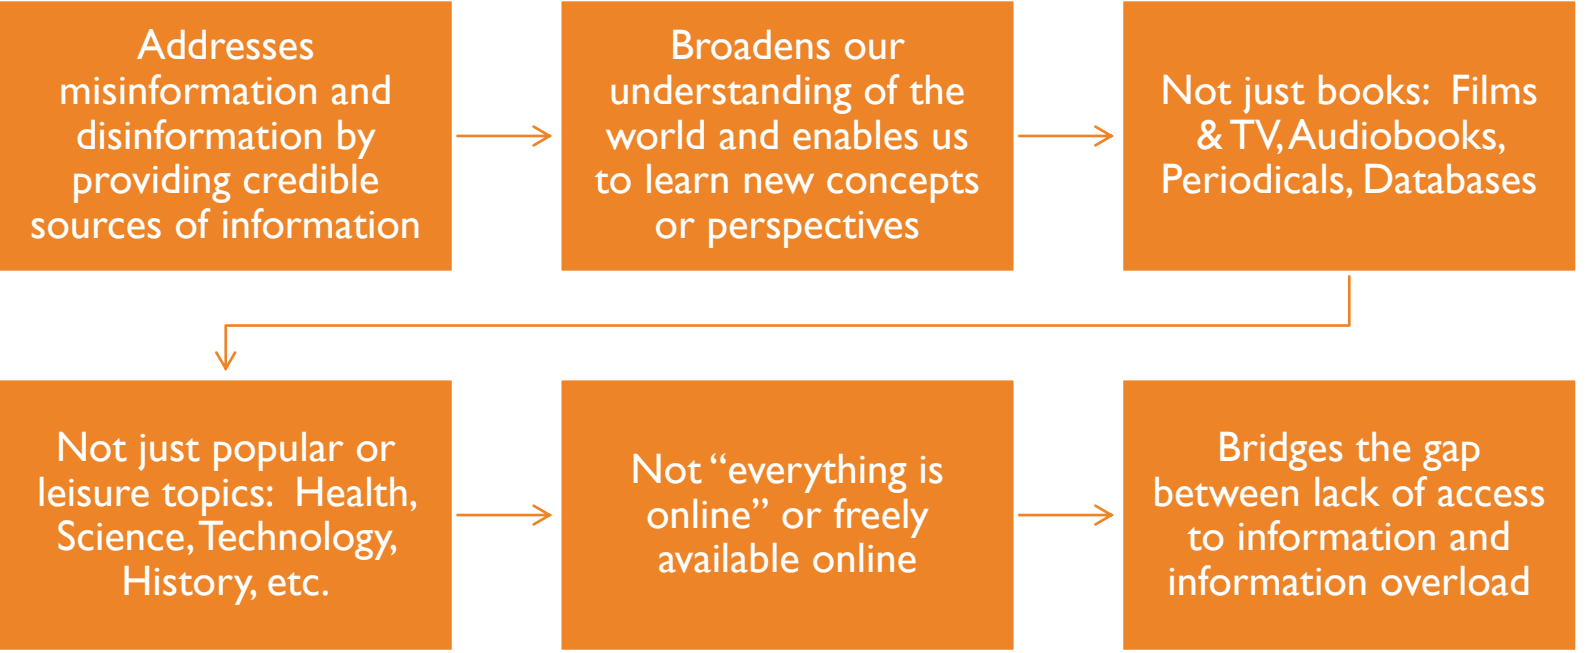 Addresses
misinformation and
disinformation by
providing credible
sources of information
Broadens our
understanding of the
world and enables us
to learn new concepts
or perspectives
Not just books:  Films
& TV, Audiobooks,
Periodicals, Databases
Not just popular or
leisure topics:  Health,
Science, Technology,
History, etc.
Not “everything is
online” or freely
available online
Bridges the gap
between lack of access
to information and
information overload